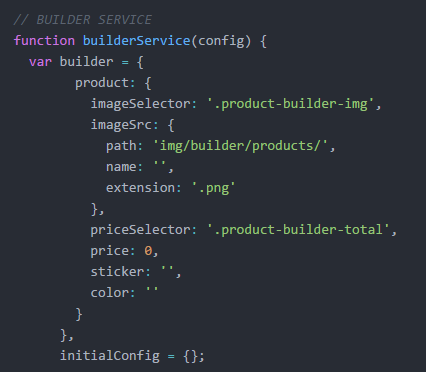 // BUILDER SERVICE
function builderService(config) {
  var builder = {
        product: {
          imageSelector: '.product-builder-img',
          imageSrc: {
            path: 'img/builder/products/',
            name: '',
            extension: '.png'
          },
          priceSelector: '.product-builder-total',
          price: 0,
          sticker: '',
          color: ''
        }
      },
      initialConfig = {};